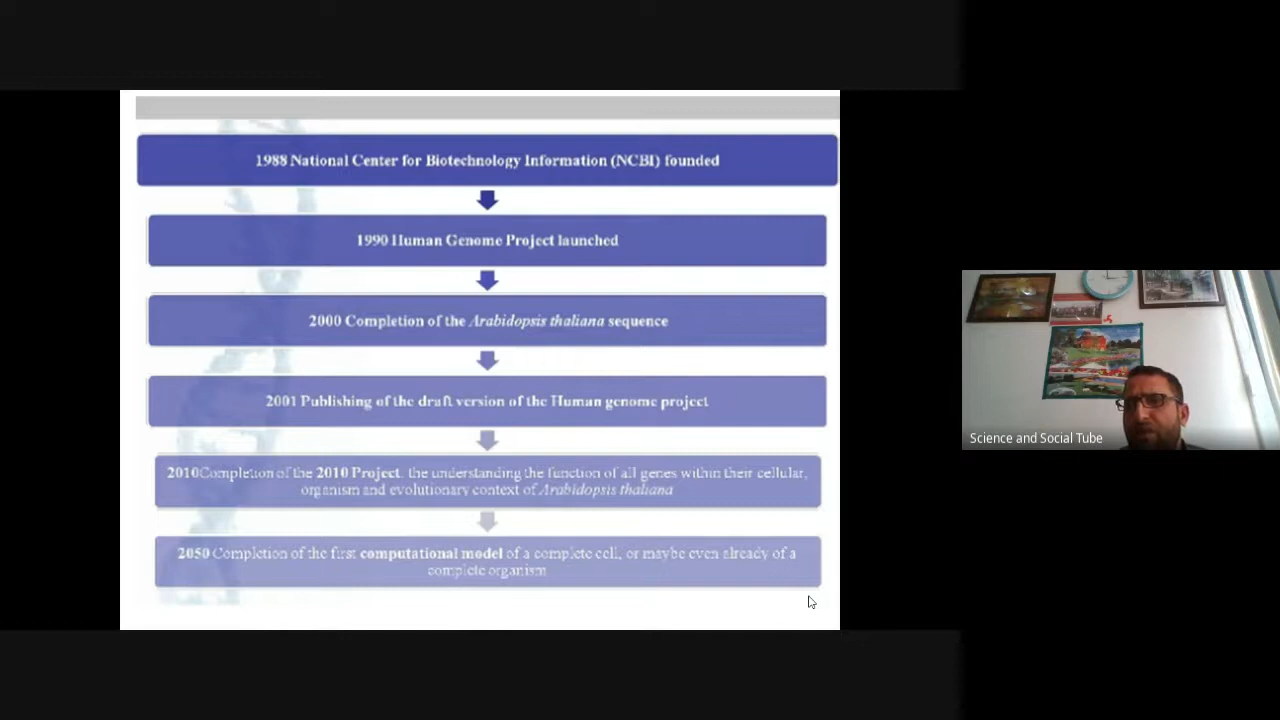 1988 National Center for Biotechnology Information (NCBI) founded
1990 Human Genome Project launched
2000 Completion of the Arabidopsis thaliana sequence
2001 Publishing of the draft version of the Human genome project
2010Completion of the 2010 Project. the understanding the function of all genes within their cellular,
organism and evolutionary context of Arabidopsis thaliana
2050 Completion of the first computational model of a complete cell, or maybe even already of a
complete organism
Science and Social Tube